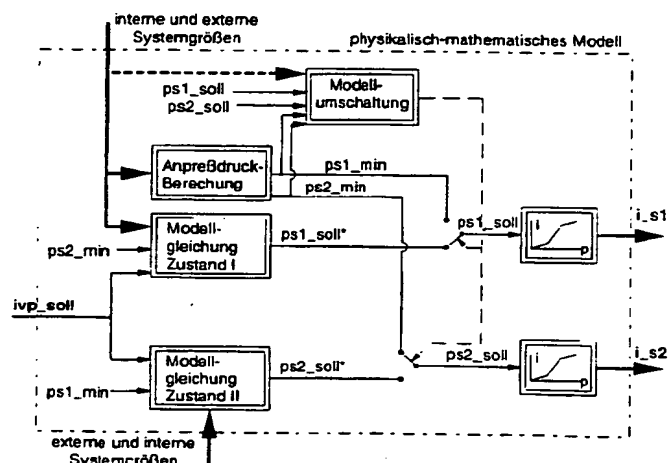 interne und externe
Systemgrößen
physikalisch-mathematisches Modell
ps1_soll
ps2_soll
Modell-
umschaltung
Anpreßdruck-
Berechung
ps1_min
ps2_min
Modell-
gleichung
Zustand I
ps2_min
ps1_soll*
ps1_soll
i
p
i_s1
ivp_soll
Modell-
gleichung
Zustand II
ps1_min
ps2_soll*
ps2_soll
i
p
i_s2
externe und interne
Systemgrößen